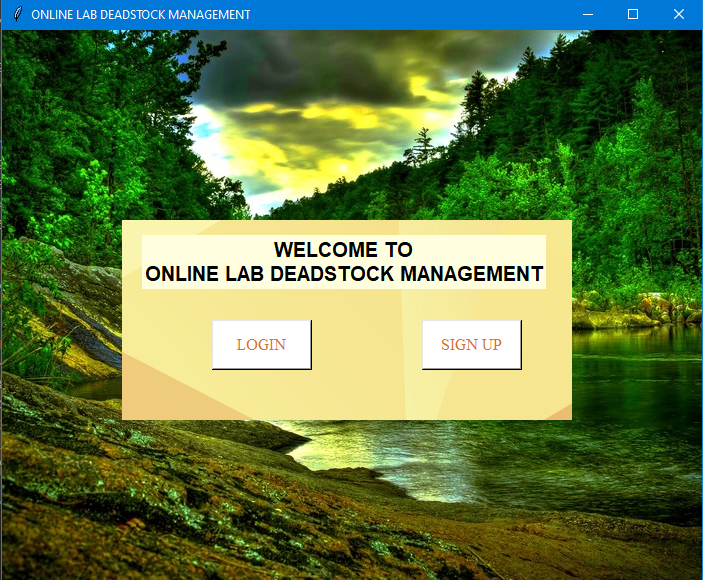 ONLINE LAB DEADSTOCK MANAGEMENT
WELCOME TO
ONLINE LAB DEADSTOCK MANAGEMENT
LOGIN
SIGN UP